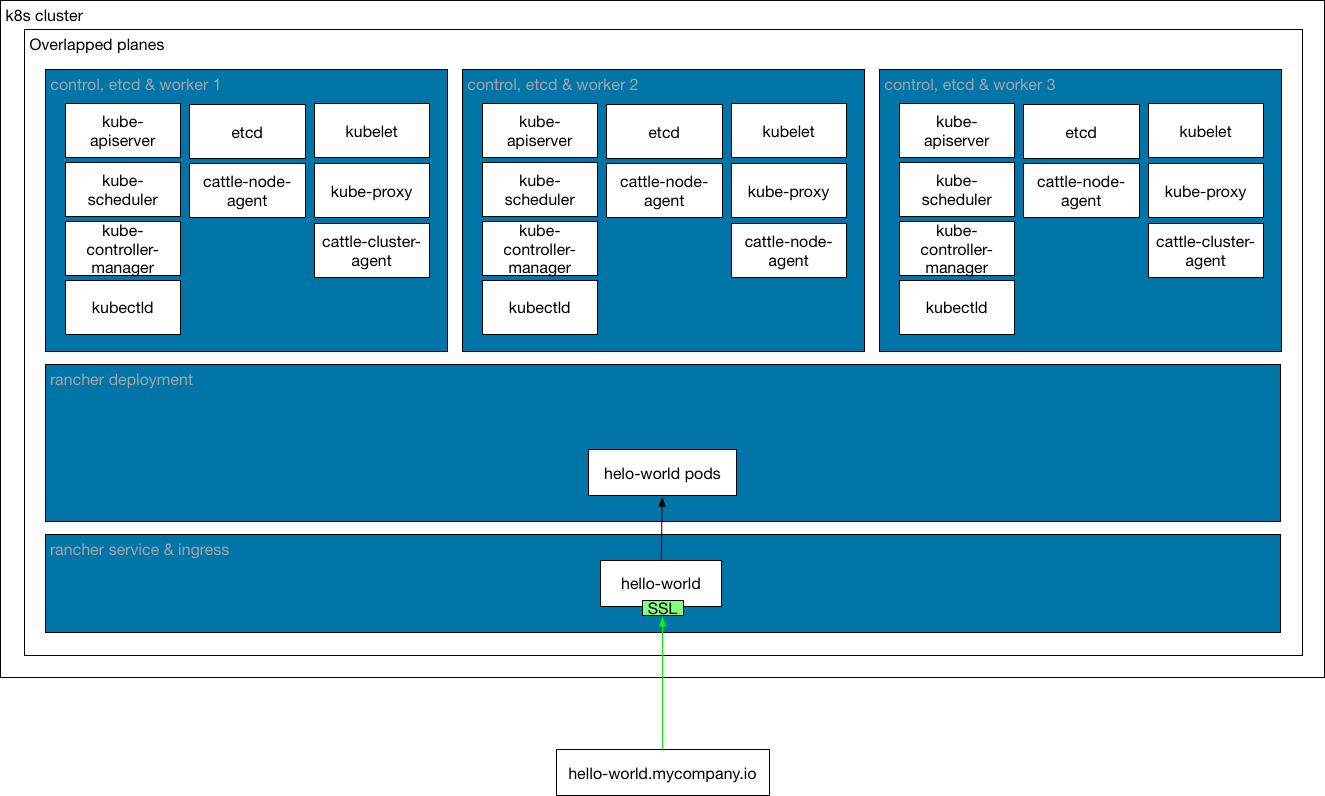 k8s cluster
Overlapped planes
control, etcd & worker 1
kube-
apiserver
etcd
kubelet
kube-
scheduler
cattle-node-
agent
kube-proxy
kube-
controller-
manager
cattle-cluster-
agent
kubectld
control, etcd & worker 2
kube-
apiserver
etcd
kubelet
kube-
scheduler
cattle-node-
agent
kube-proxy
kube-
controller-
manager
cattle-node-
agent
kubectld
control, etcd & worker 3
kube-
apiserver
etcd
kubelet
kube-
scheduler
cattle-node-
agent
kube-proxy
kube-
controller-
manager
cattle-cluster-
agent
kubectld
rancher deployment
helo-world pods
rancher service & ingress
hello-world
SSL
hello-world.mycompany.io